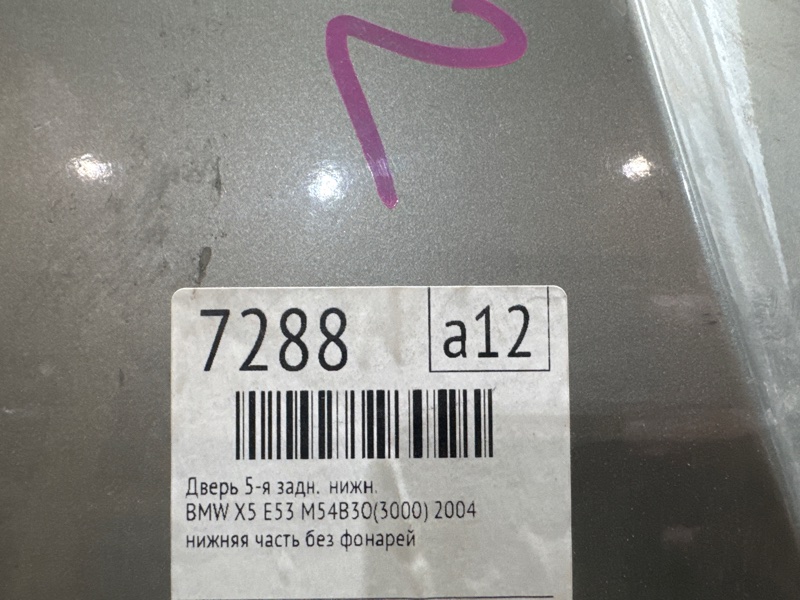 7288
a12
Дверь 5-я задн. нижн.
BMW X5 E53 M54B30(3000) 2004
нижняя часть без фонарей